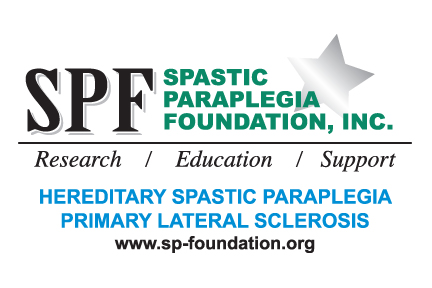 SPF
SPASTIC
PARAPLEGIA
FOUNDATION, INC.
Research / Education / Support
HEREDITARY SPASTIC PARAPLEGIA
PRIMARY LATERAL SCLEROSIS
www.sp-foundation.org